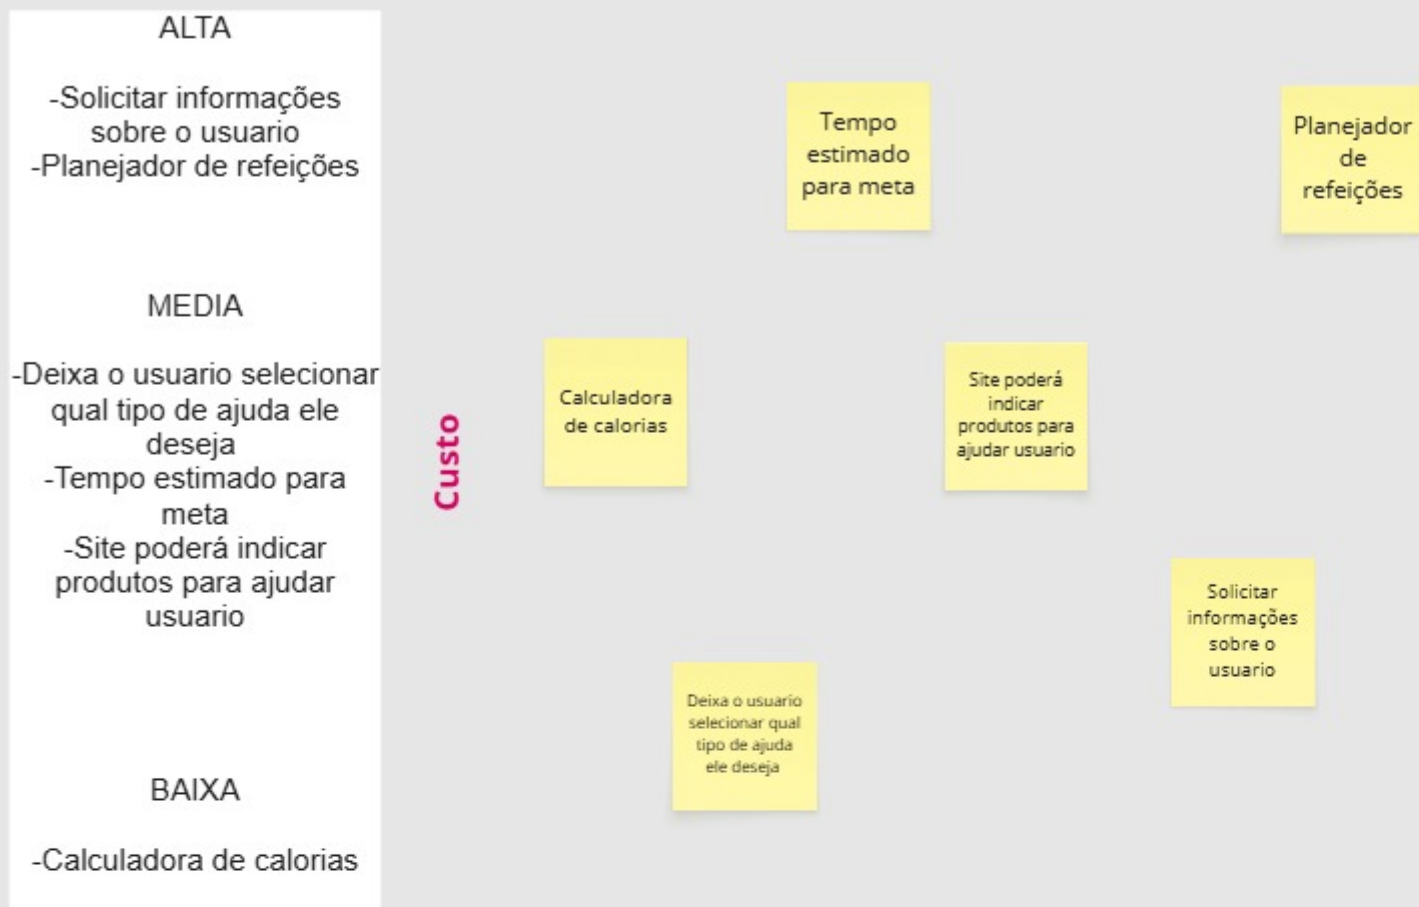 ALTA
-Solicitar informações
sobre o usuario
-Planejador de refeições
MEDIA
-Deixa o usuario selecionar
qual tipo de ajuda ele
deseja
-Tempo estimado para
meta
-Site poderá indicar
produtos para ajudar
usuario
BAIXA
-Calculadora de calorias
Custo
Tempo
estimado
para meta
Planejador
de
refeições
Calculadora
de calorias
Site poderá
indicar
produtos para
ajudar usuario
Solicitar
informações
sobre o
usuario
Deixa o usuario
selecionar qual
tipo de ajuda
ele deseja